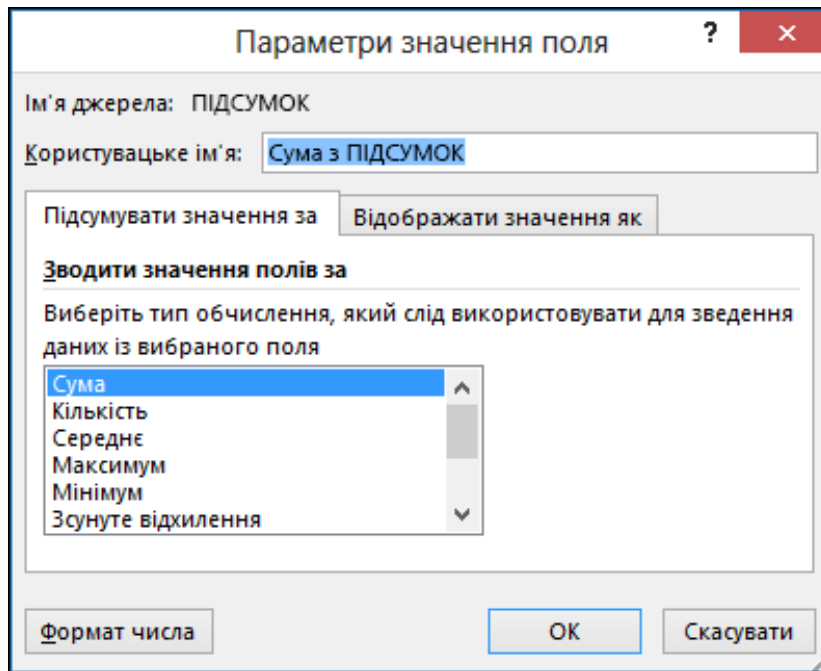 Параметри значення поля
?
×
Ім'я джерела: ПІДСУМОК
Користувацьке ім'я: Сума з ПІДСУМОК
Підсумувати значення за
Відображати значення як
Зводити значення полів за
Виберіть тип обчислення, який слід використовувати для зведення
даних із вибраного поля
Сума
Кількість
Середнє
Максимум
Мінімум
Зсунуте відхилення
Формат числа
ОК
Скасувати